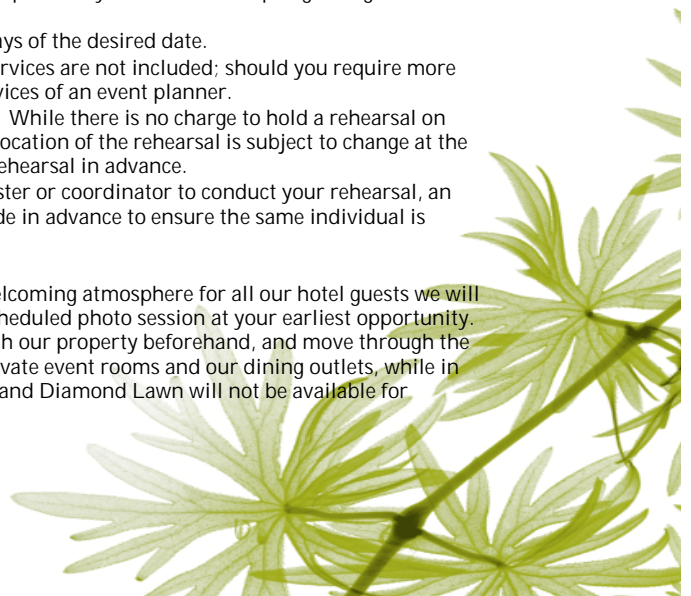 ays of the desired date.
rvices are not included; should you require more
vices of an event planner.
While there is no charge to hold a rehearsal on
ocation of the rehearsal is subject to change at the
ehearsal in advance.
ster or coordinator to conduct your rehearsal, an
de in advance to ensure the same individual is
elcoming atmosphere for all our hotel guests we will
heduled photo session at your earliest opportunity.
h our property beforehand, and move through the
vate event rooms and our dining outlets, while in
and Diamond Lawn will not be available for